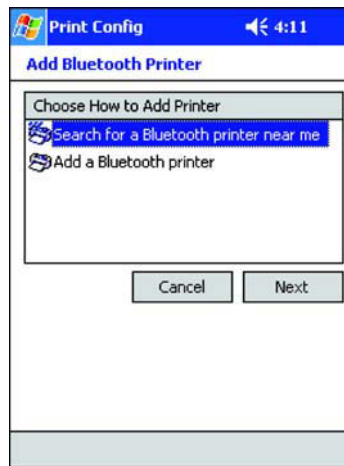 Print Config 4:11
Add Bluetooth Printer
Choose How to Add Printer
Search for a Bluetooth printer near me
Add a Bluetooth printer
Cancel Next